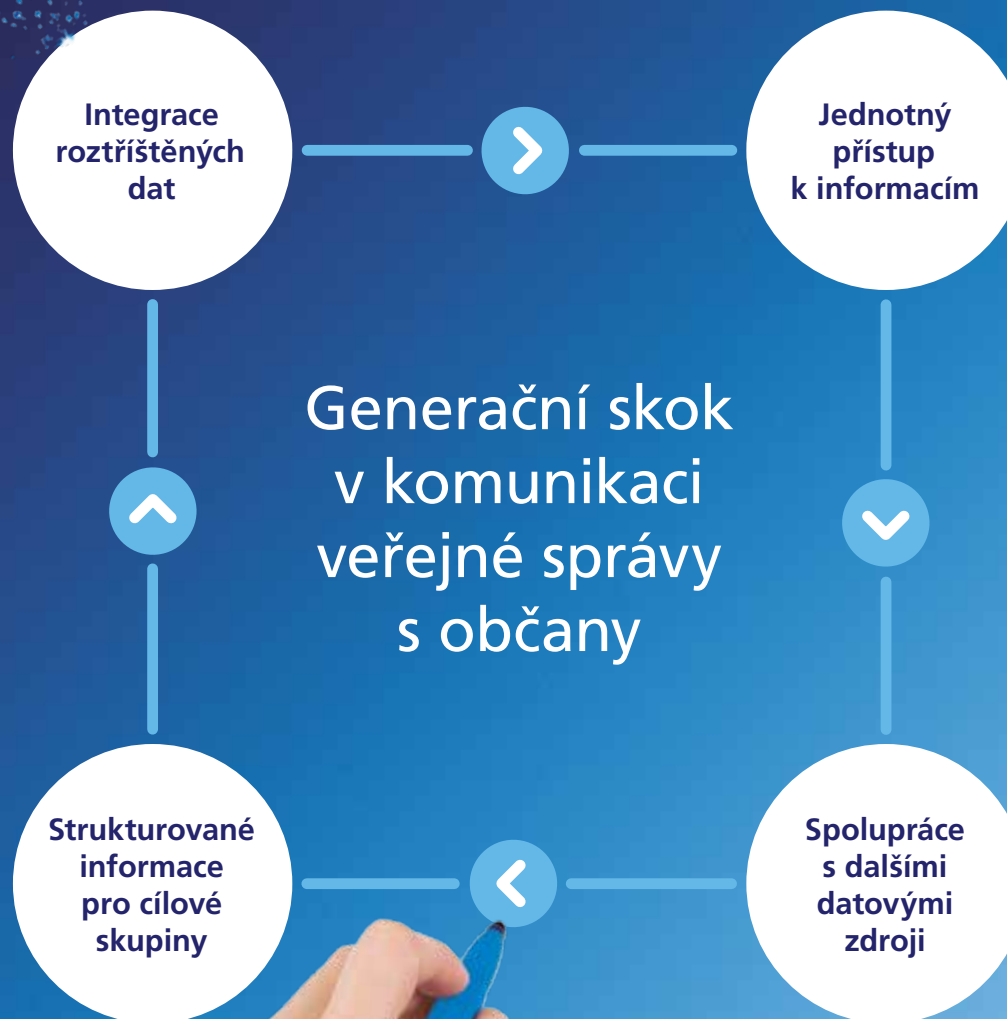 Integrace
roztříštěných
dat
Jednotný
přístup
k informacím
Generační skok
v komunikaci
veřejné správy
s občany
Strukturované
informace
pro cílové
skupiny
Spolupráce
s dalšími
datovými
zdroji